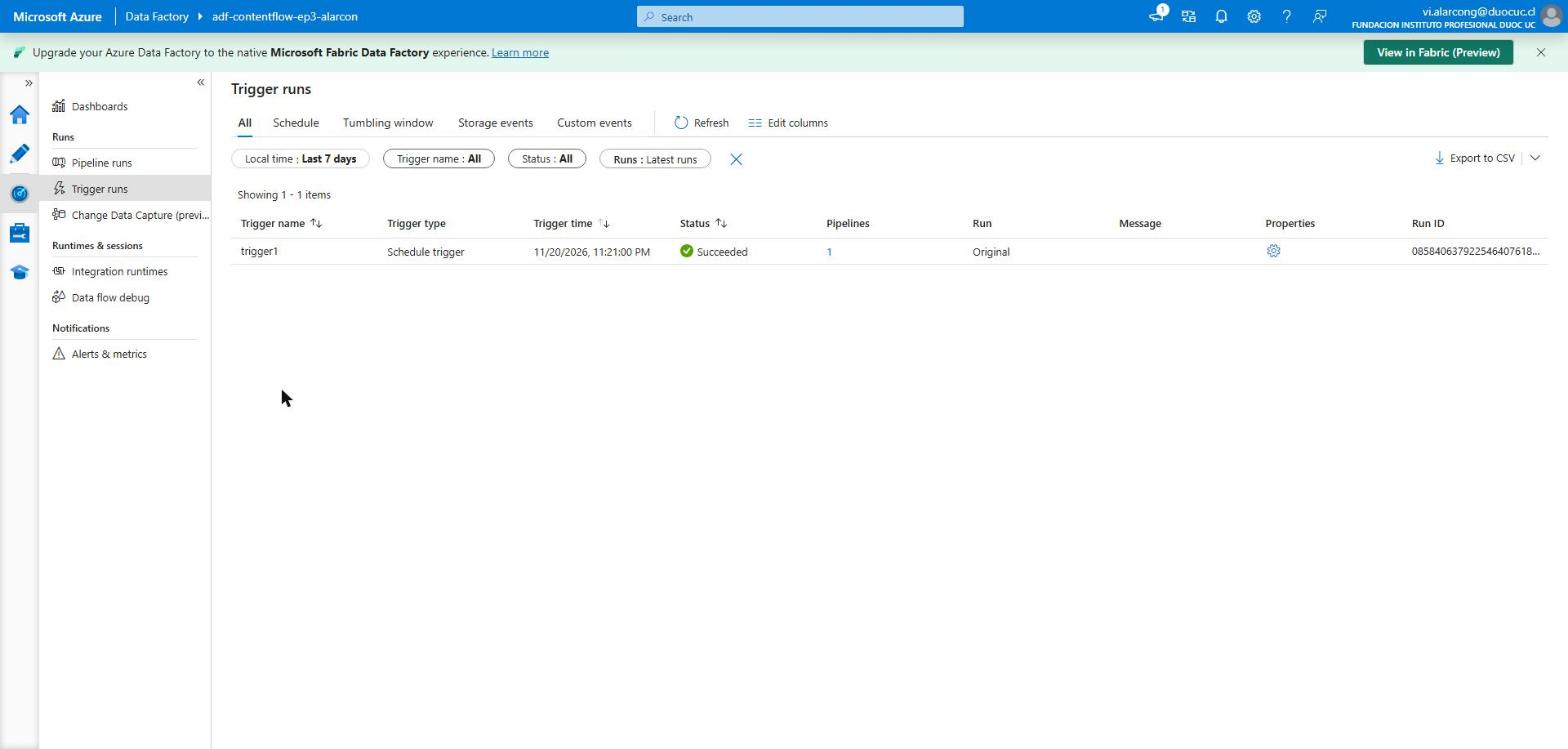 Microsoft Azure Data Factory adf-contentflow-ep3-alarcon Search 1 vi.alarcong@duocuc.cl
FUNDACION INSTITUTO PROFESIONAL DUOC UC
Upgrade your Azure Data Factory to the native Microsoft Fabric Data Factory experience. Learn more View in Fabric (Preview)
Dashboards
Runs
Pipeline runs
Trigger runs
Change Data Capture (previ...
Runtimes & sessions
Integration runtimes
Data flow debug
Notifications
Alerts & metrics
Trigger runs
All Schedule Tumbling window Storage events Custom events Refresh Edit columns
Local time : Last 7 days Trigger name : All Status : All Runs : Latest runs Export to CSV
Showing 1 - 1 items
Trigger name Trigger type Trigger time Status Pipelines Run Message Properties Run ID
trigger1 Schedule trigger 11/20/2026, 11:21:00 PM Succeeded 1 Original 085840637922546407618...